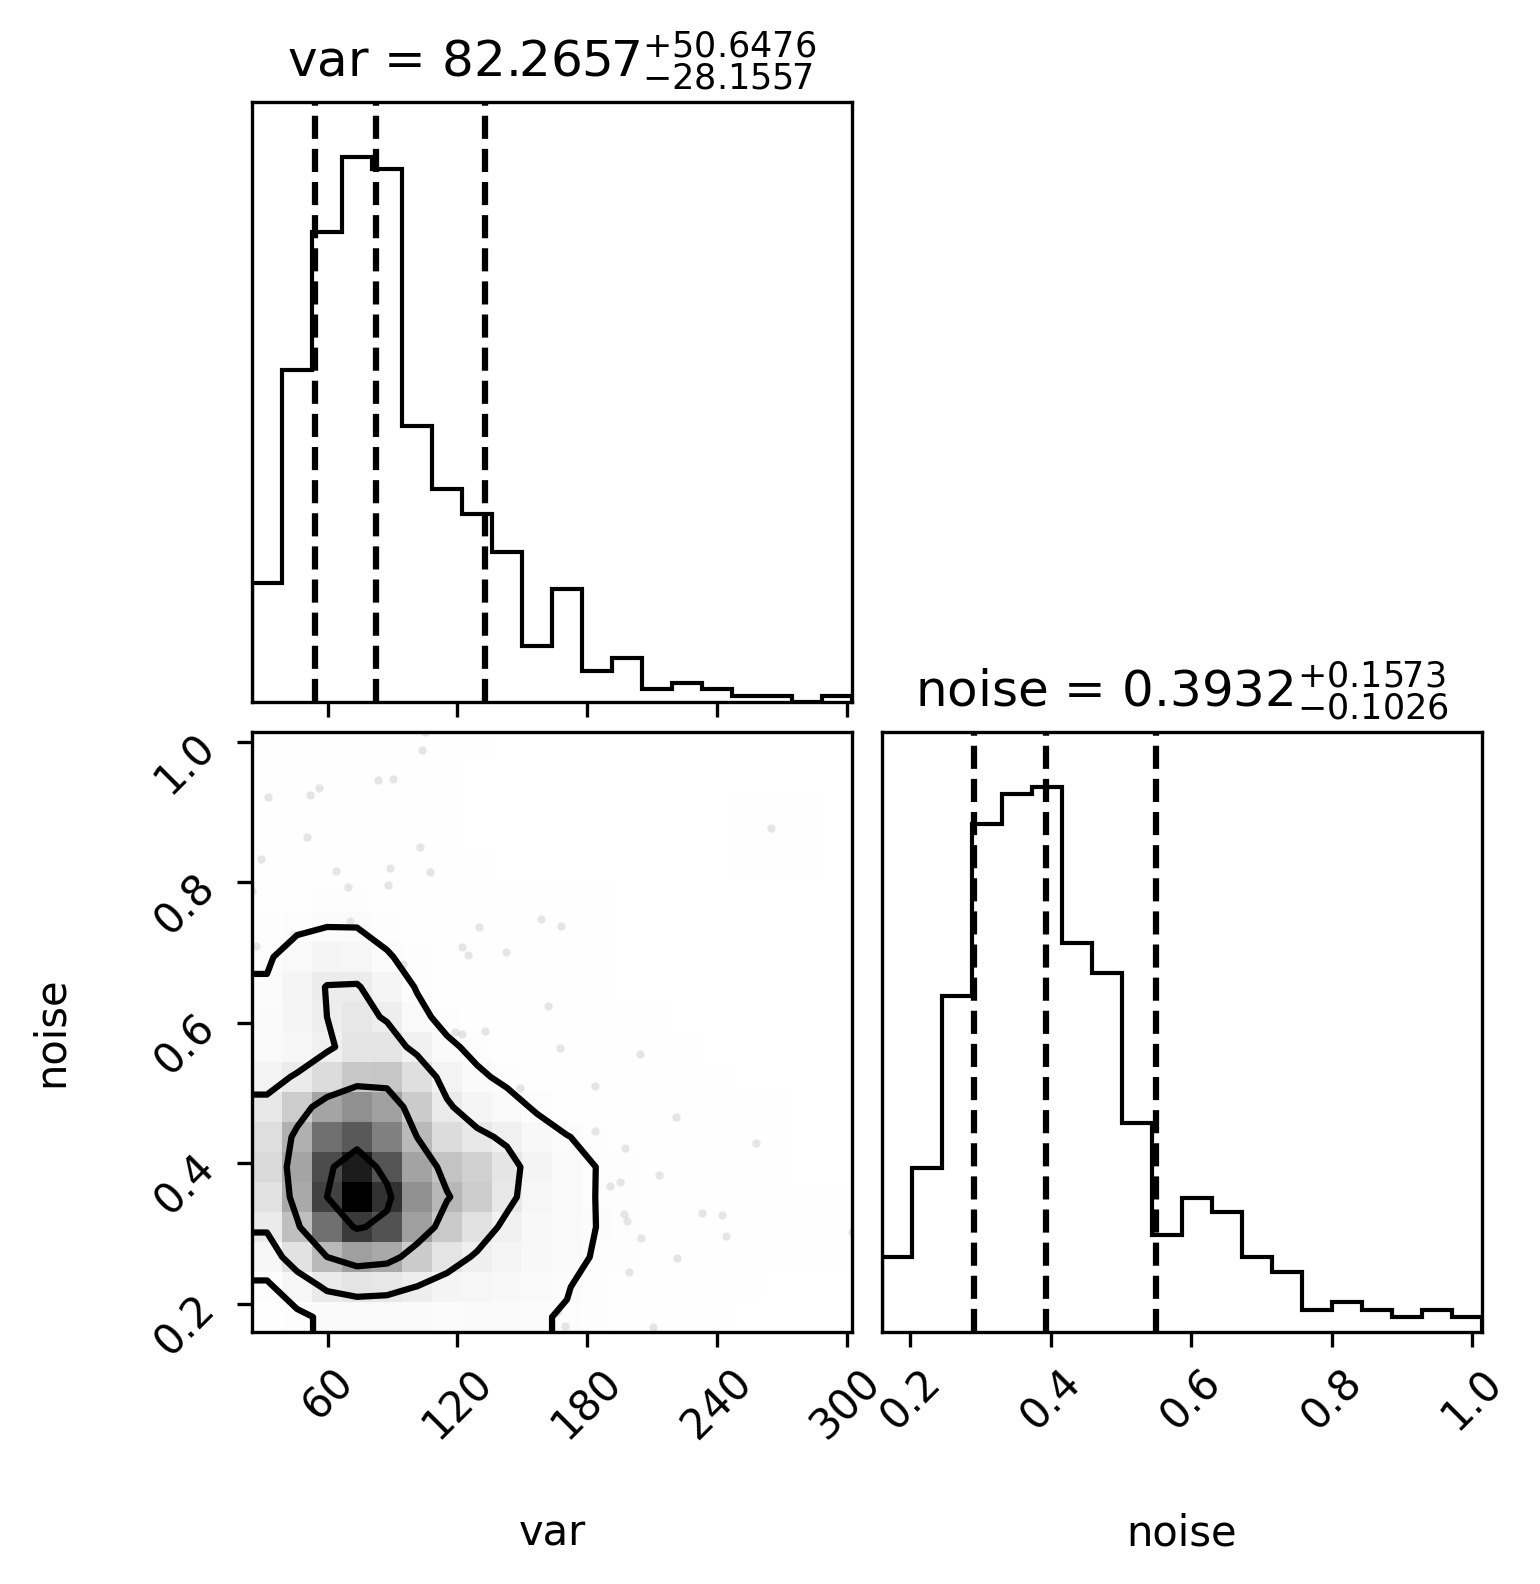 var = 82.2657+50.6476−28.1557
noise = 0.3932+0.1573−0.1026
1.0
0.8
0.6
0.4
0.2
noise
60 120 180 240 300
0.2 0.4 0.6 0.8 1.0
var
noise